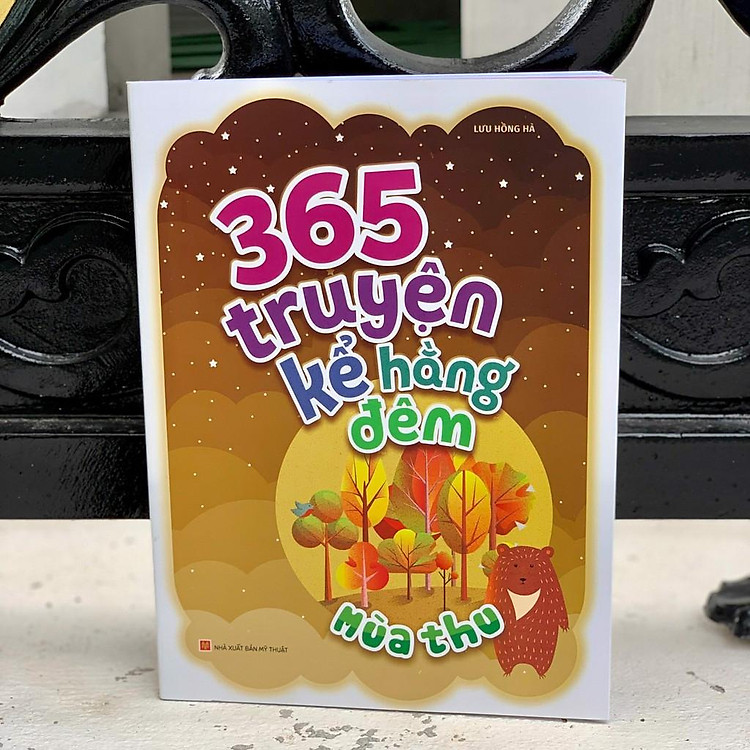 LƯU HỒNG HÀ
365
truyện
kể hằng
đêm
mùa thu
NHÀ XUẤT BẢN MỸ THUẬT